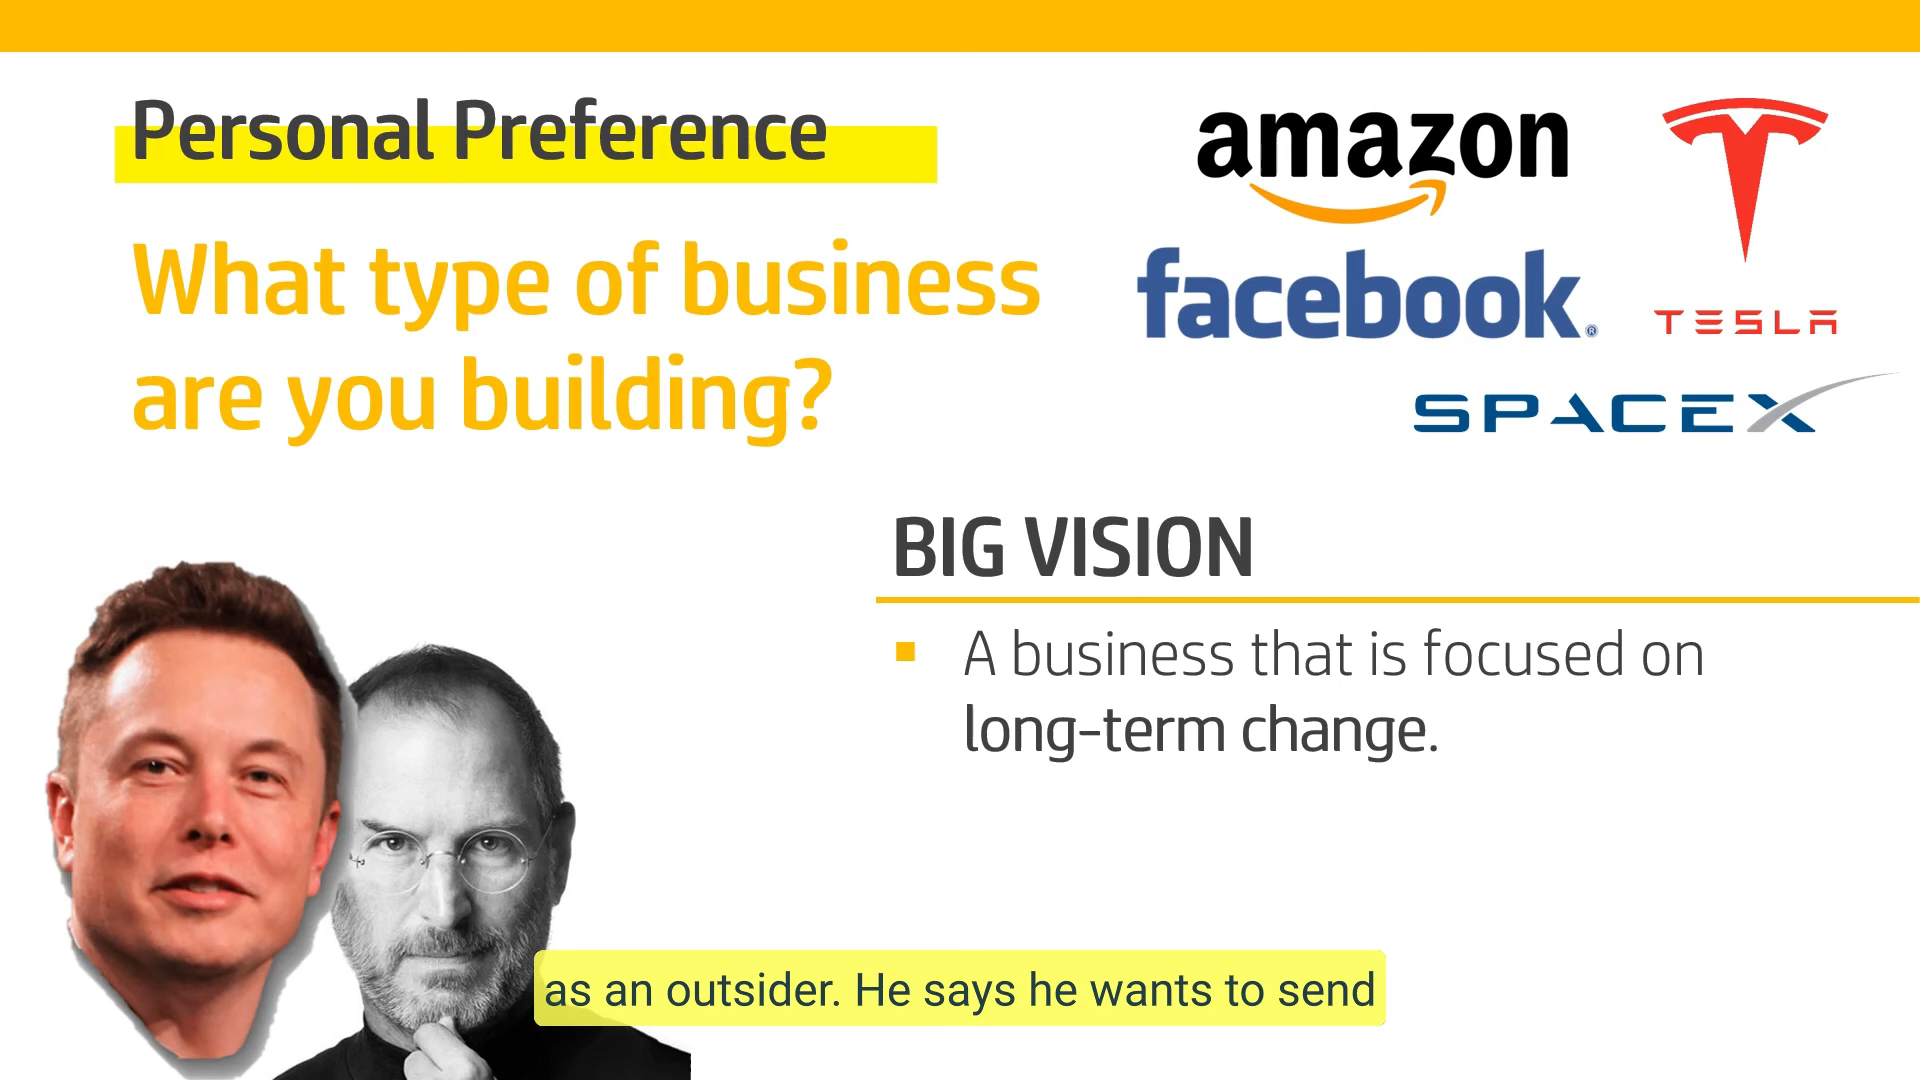 Personal Preference
What type of business
are you building?
amazon
facebook®
TESLA
SPACEX
BIG VISION
A business that is focused on
long-term change.
as an outsider. He says he wants to send